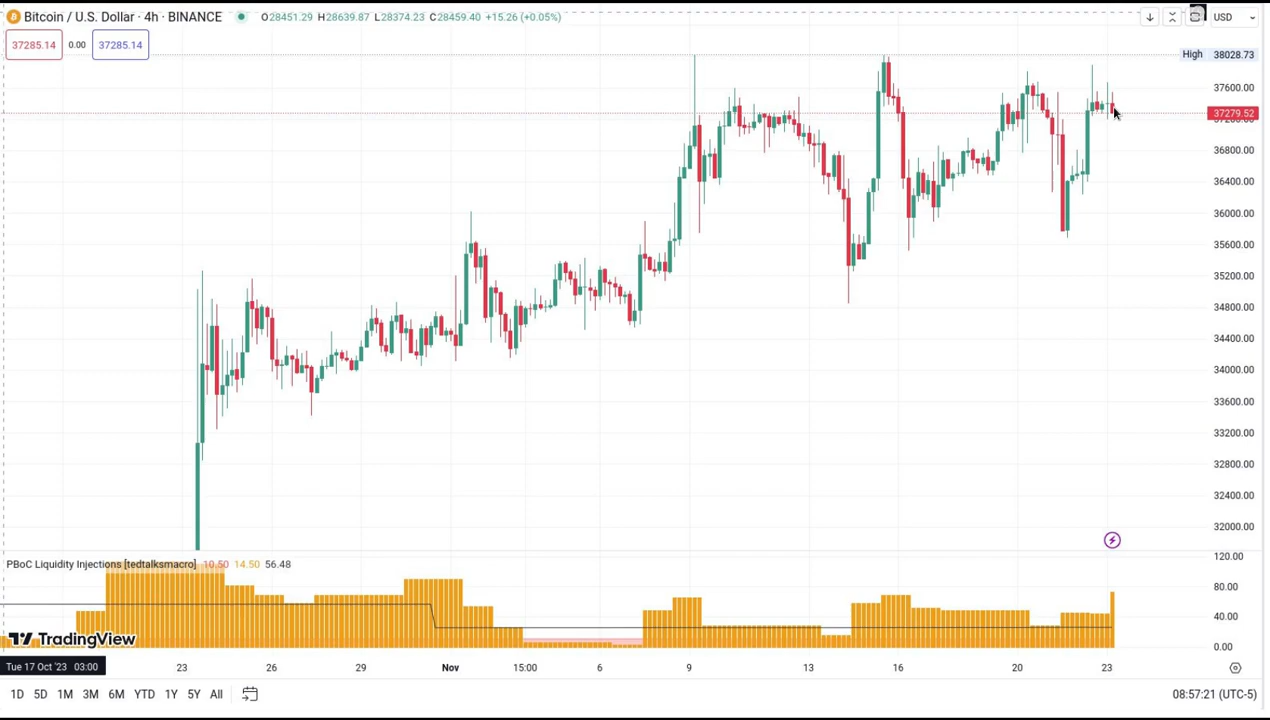 Bitcoin / U.S. Dollar · 4h · BINANCE O28451.29 H28639.87 L28374.23 C28459.40 +15.26 (+0.05%) USD
37285.14 0.00 37285.14
High 38028.73
37600.00
37279.52
37200.00
36800.00
36400.00
36000.00
35600.00
35200.00
34800.00
34400.00
34000.00
33600.00
33200.00
32800.00
32400.00
32000.00
PBoC Liquidity Injections [tedtalksmacro] 10.50 14.50 56.48
120.00
80.00
40.00
0.00
TradingView
Tue 17 Oct '23 03:00 23 26 29 Nov 15:00 6 9 13 16 20 23
1D 5D 1M 3M 6M YTD 1Y 5Y All 08:57:21 (UTC-5)